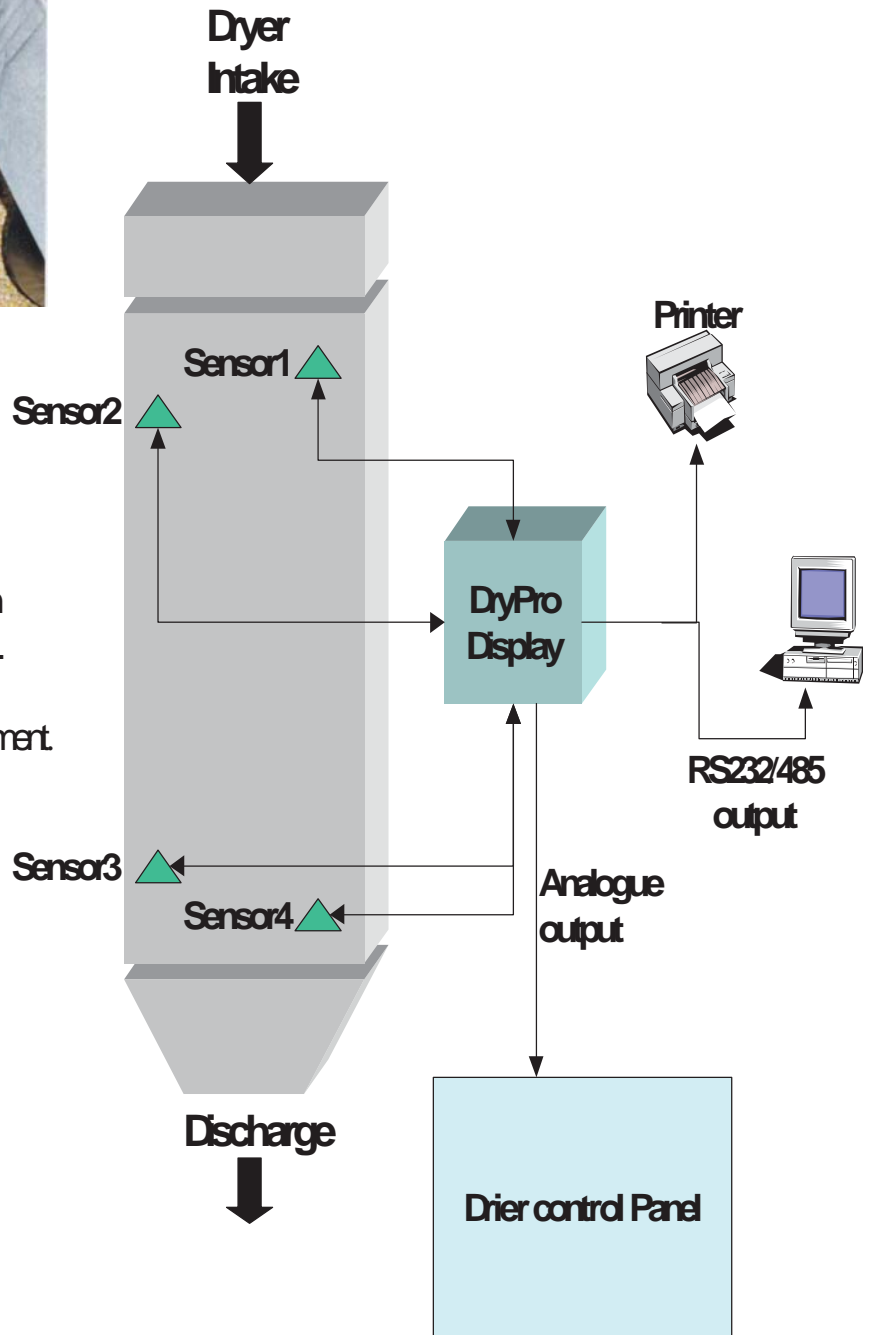 Dryer
Intake
Printer
Sensor1
Sensor2
DryPro
Display
RS232/485
output
Sensor3
Sensor4
Analogue
output
Discharge
Drier control Panel